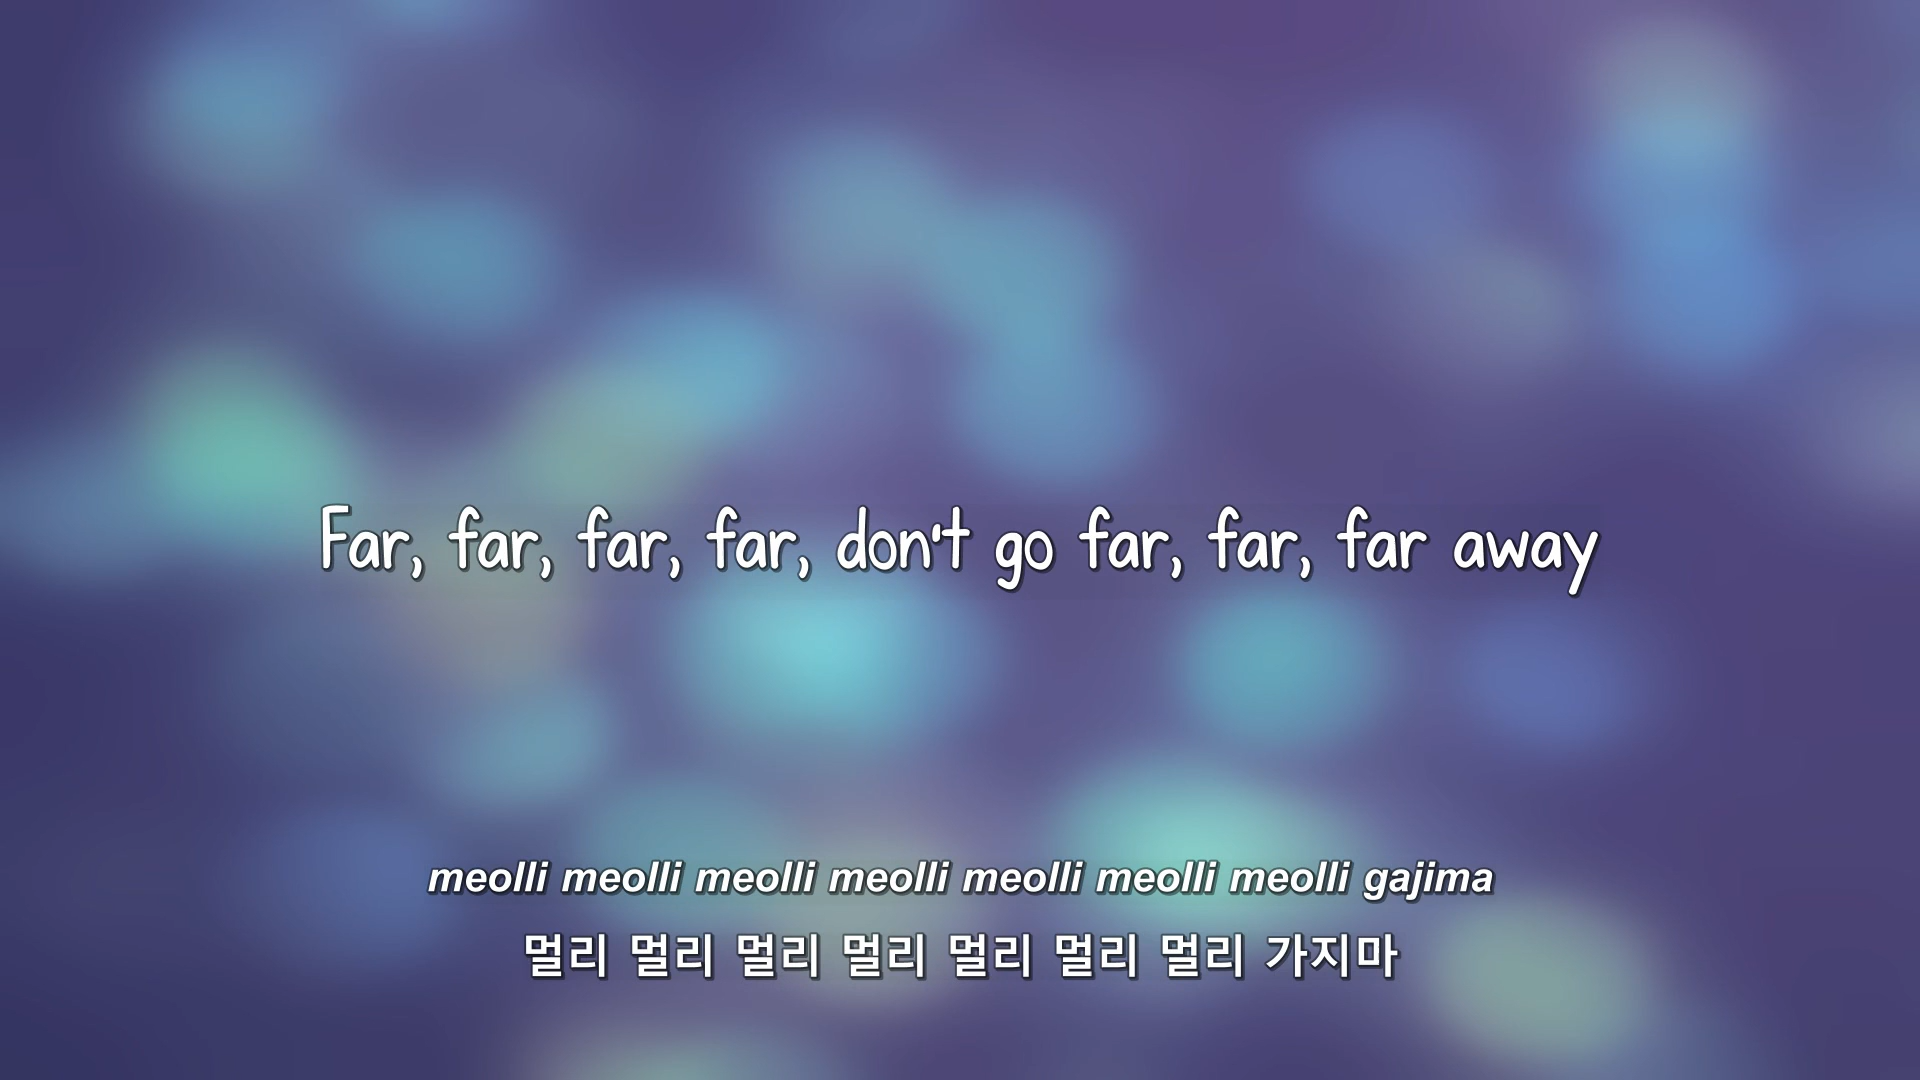 Far, far, far, far, don't go far, far, far away
meolli meolli meolli meolli meolli meolli meolli gajima
멀리 멀리 멀리 멀리 멀리 멀리 멀리 가지마